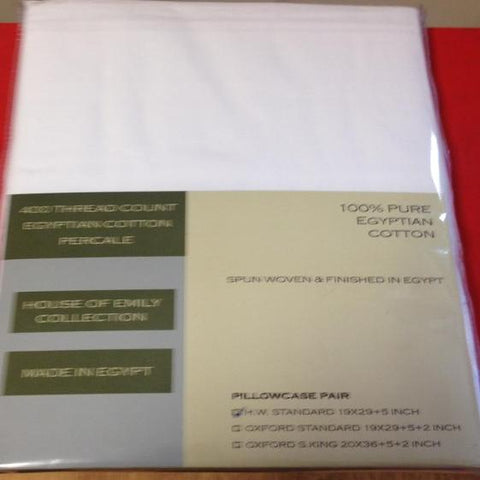 400 THREAD COUNT
EGYPTIAN COTTON
PERCALE
HOUSE OF EMILY
COLLECTION
MADE IN EGYPT
100% PURE
EGYPTIAN
COTTON
SPUN WOVEN & FINISHED IN EGYPT
PILLOWCASE PAIR
H.W. STANDARD 19X29+5 INCH
OXFORD STANDARD 19X29+5+2 INCH
OXFORD S.KING 20X36+5+2 INCH